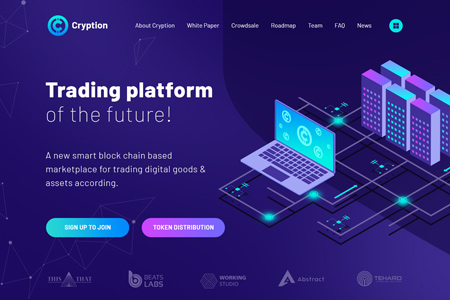 Cryption
About Cryption White Paper Crowdsale Roadmap Team FAQ News
Trading platform
of the future!
A new smart block chain based
marketplace for trading digital goods &
assets according.
SIGN UP TO JOIN TOKEN DISTRIBUTION
THIS THAT
BEATS
LABS
WORKING
STUDIO
Abstract